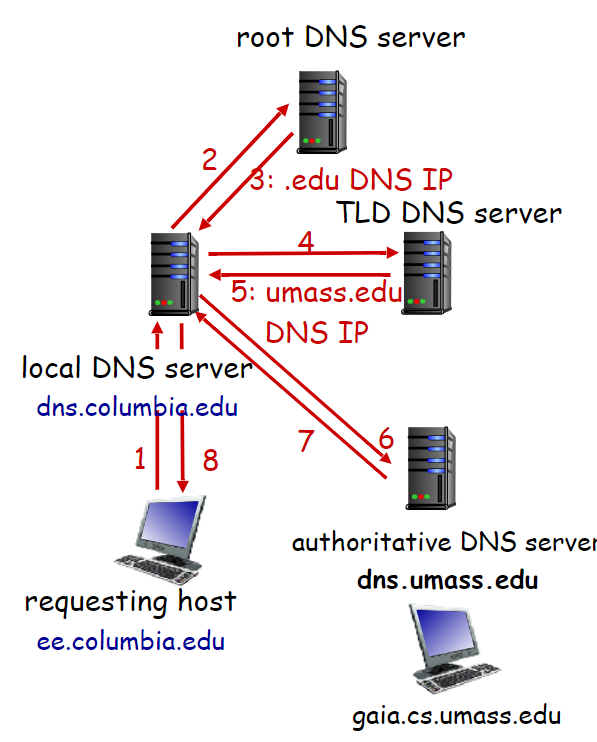 root DNS server
2
3: .edu DNS IP
TLD DNS server
4
5: umass.edu
DNS IP
local DNS server
dns.columbia.edu
7
6
1
8
authoritative DNS server
dns.umass.edu
requesting host
ee.columbia.edu
gaia.cs.umass.edu